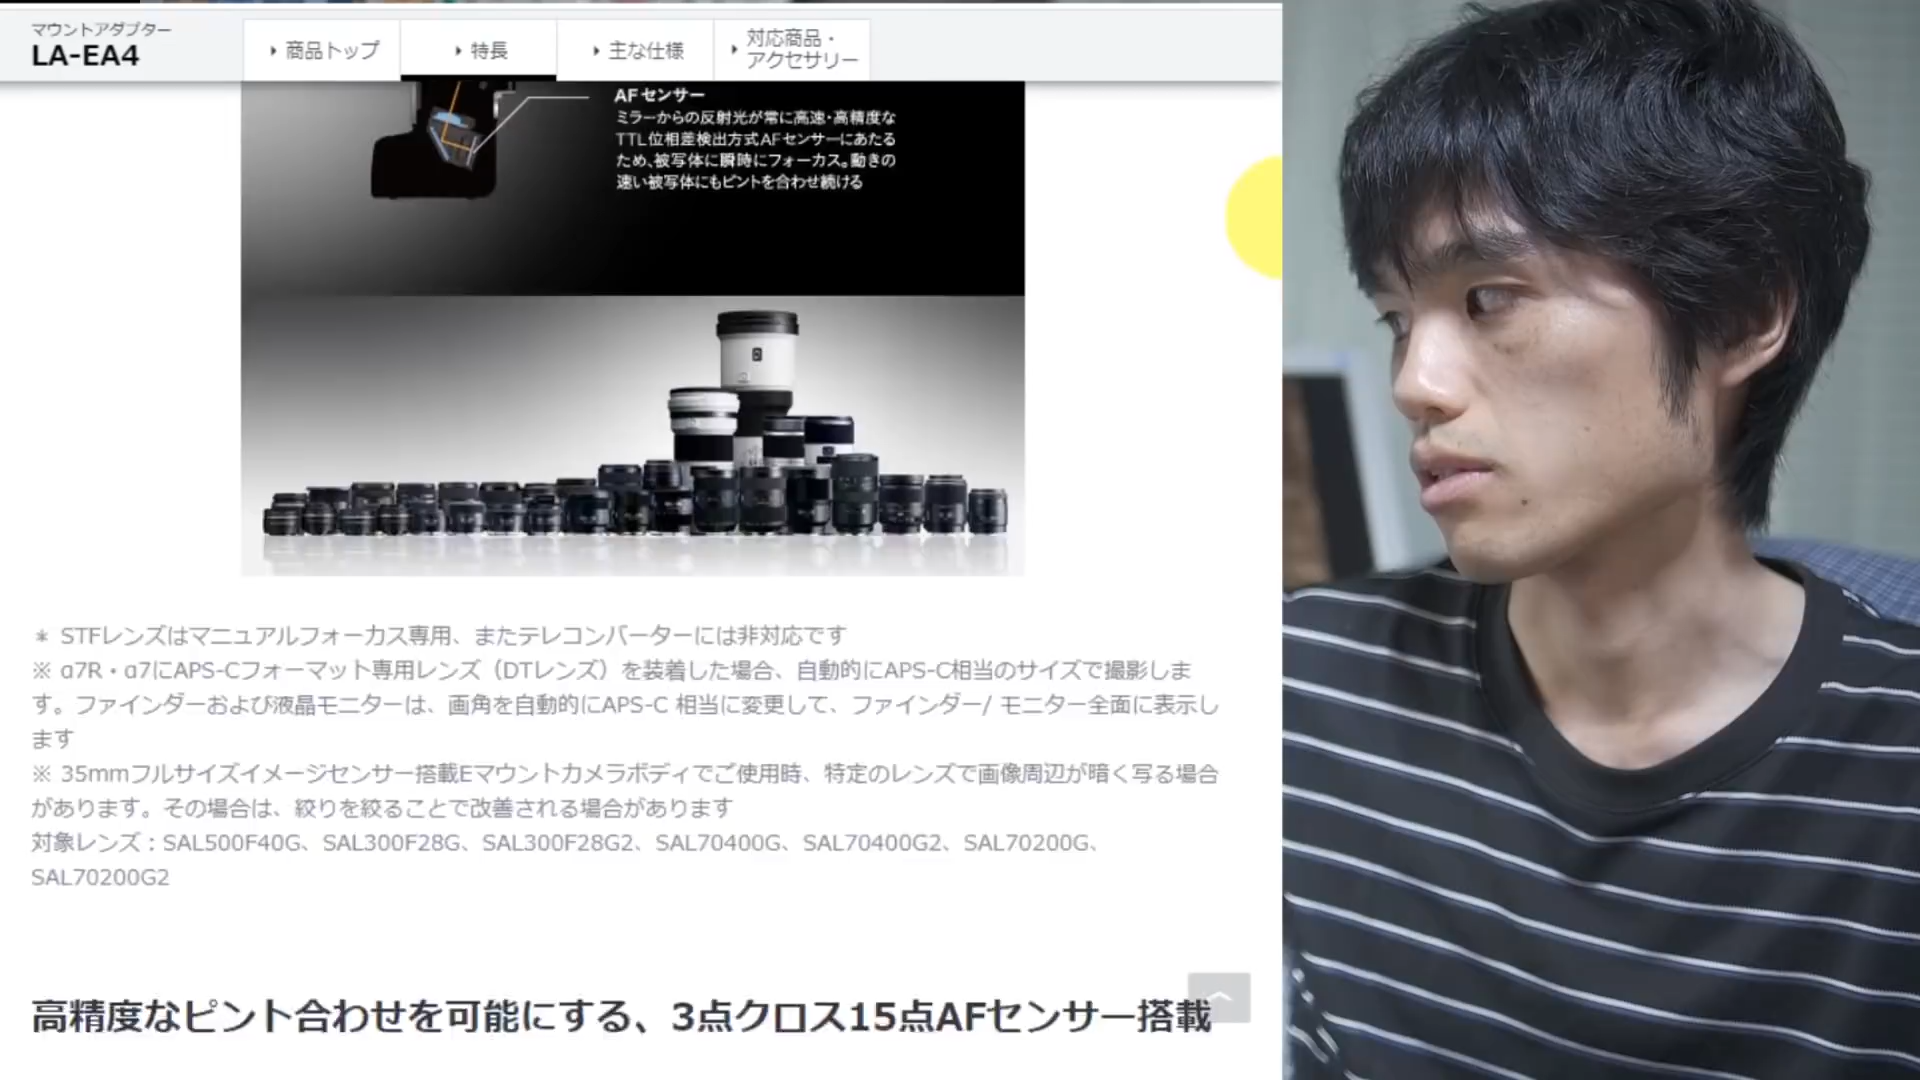 マウントアダプター
LA-EA4
商品トップ
特長
主な仕様
対応商品・
アクセサリー
AFセンサー
ミラーからの反射光が常に高速・高精度な
TTL位相差検出方式AFセンサーにあたる
ため、被写体に瞬時にフォーカス。動きの
速い被写体にもピントを合わせ続ける
＊ STFレンズはマニュアルフォーカス専用、またテレコンバーターには非対応です
※ α7R・α7にAPS-Cフォーマット専用レンズ（DTレンズ）を装着した場合、自動的にAPS-C相当のサイズで撮影しま
す。ファインダーおよび液晶モニターは、画角を自動的にAPS-C 相当に変更して、ファインダー/ モニター全面に表示し
ます
※ 35mmフルサイズイメージセンサー搭載Eマウントカメラボディでご使用時、特定のレンズで画像周辺が暗く写る場合
があります。その場合は、絞りを絞ることで改善される場合があります
対象レンズ：SAL500F40G、SAL300F28G、SAL300F28G2、SAL70400G、SAL70400G2、SAL70200G、
SAL70200G2
高精度なピント合わせを可能にする、3点クロス15点AFセンサー搭載